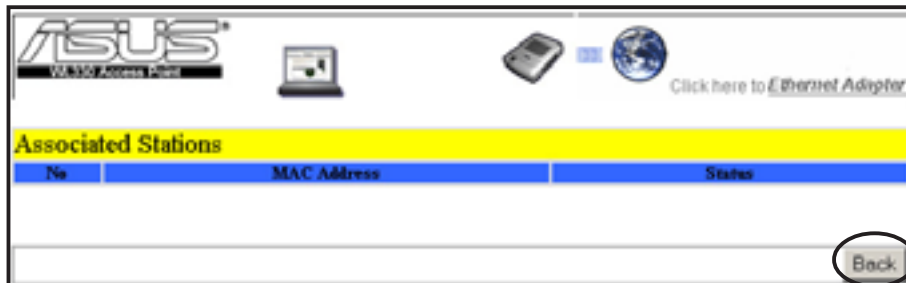 ASUS
WL330 Access Point
Click here to Ethernet Adapter
Associated Stations
No MAC Address Status
Back